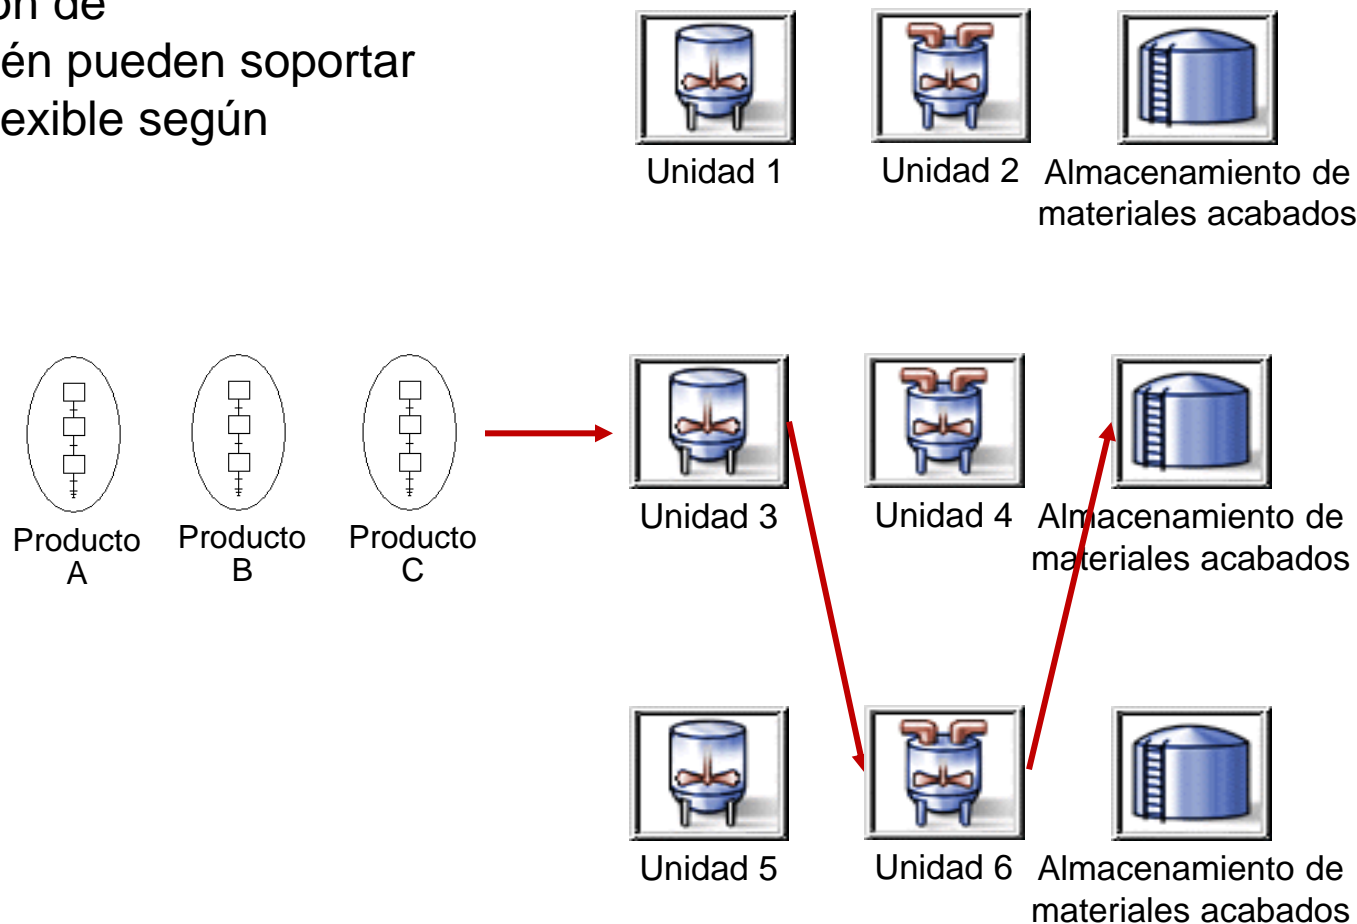 ón de
én pueden soportar
exible según
Unidad 1
Unidad 2
Almacenamiento de
materiales acabados
Producto
A
Producto
B
Producto
C
Unidad 3
Unidad 4
Almacenamiento de
materiales acabados
Unidad 5
Unidad 6
Almacenamiento de
materiales acabados